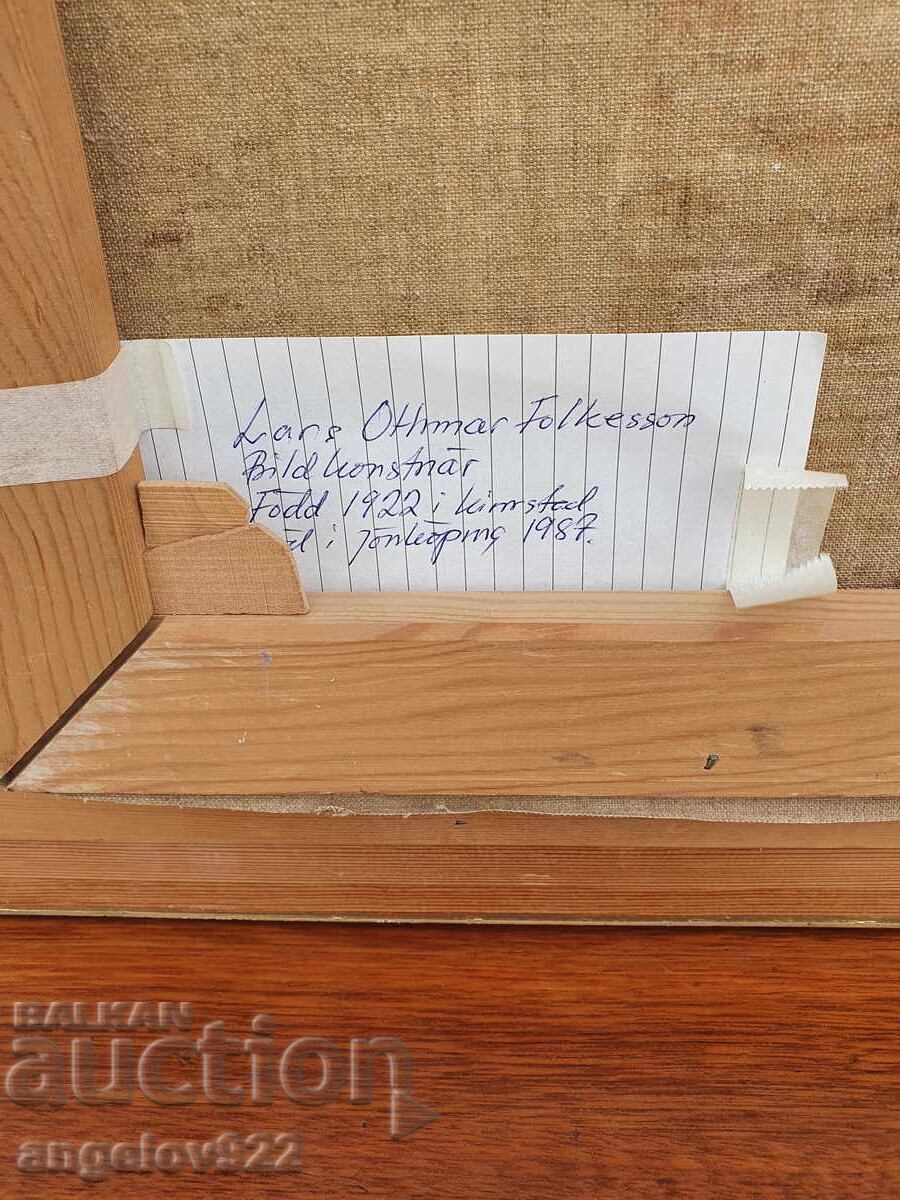 Lars Othmar Folkesson
Bildkonstnär
Född 1922 i Kimstad
i Jönköping 1987.
BALKAN
auction
angelov922